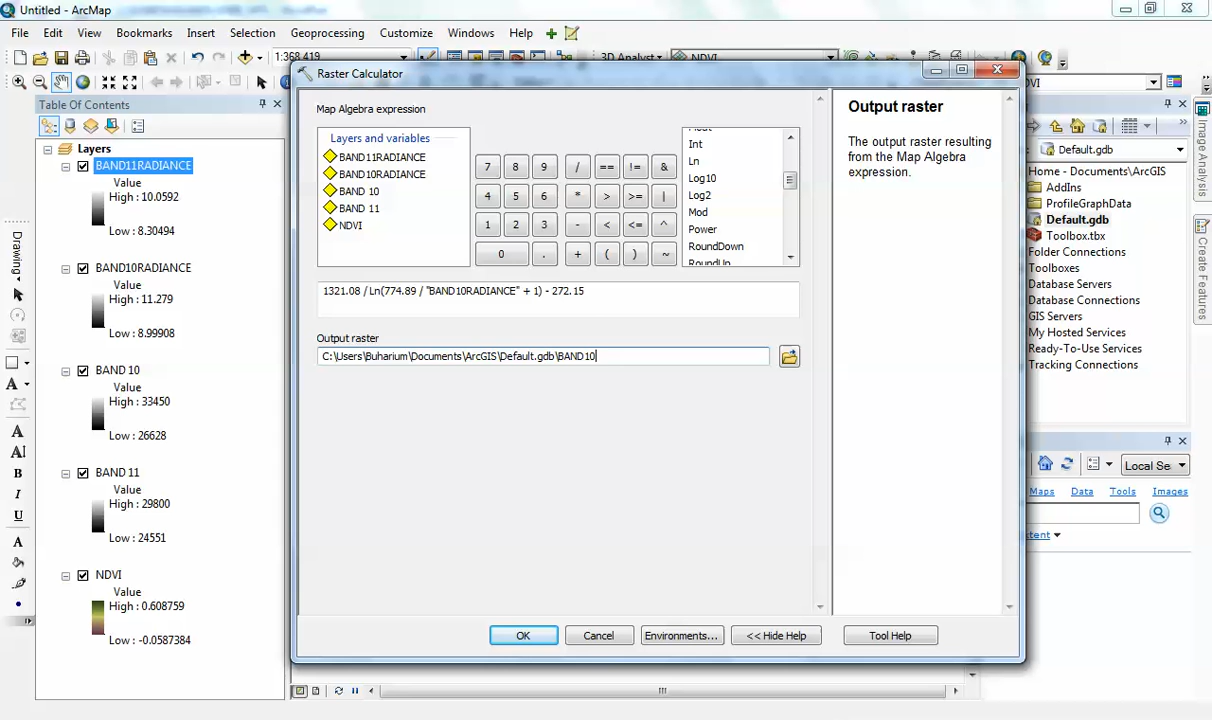 Untitled - ArcMap
File Edit View Bookmarks Insert Selection Geoprocessing Customize Windows Help
1:368,419
3D Analyst
NDVI
Table Of Contents
Layers
BAND11RADIANCE
Value
High : 10.0592
Low : 8.30494
BAND10RADIANCE
Value
High : 11.279
Low : 8.99908
BAND 10
Value
High : 33450
Low : 26628
BAND 11
Value
High : 29800
Low : 24551
NDVI
Value
High : 0.608759
Low : -0.0587384
Drawing
A
A
A
B
I
U
A
Raster Calculator
Map Algebra expression
Layers and variables
BAND11RADIANCE
BAND10RADIANCE
BAND 10
BAND 11
NDVI
7 8 9 / == != &
4 5 6 * > >= |
1 2 3 - < <= ^
0 . + ( ) ~
Int
Ln
Log10
Log2
Mod
Power
RoundDown
RoundUp
1321.08 / Ln(774.89 / "BAND10RADIANCE" + 1) - 272.15
Output raster
C:\Users\Buharium\Documents\ArcGIS\Default.gdb\BAND10
OK Cancel Environments... << Hide Help Tool Help
Output raster
The output raster resulting
from the Map Algebra
expression.
Default.gdb
Home - Documents\ArcGIS
AddIns
ProfileGraphData
Default.gdb
Toolbox.tbx
Folder Connections
Toolboxes
Database Servers
Database Connections
GIS Servers
My Hosted Services
Ready-To-Use Services
Tracking Connections
Local Se
Maps Data Tools Images
Image Analysis
Create Features